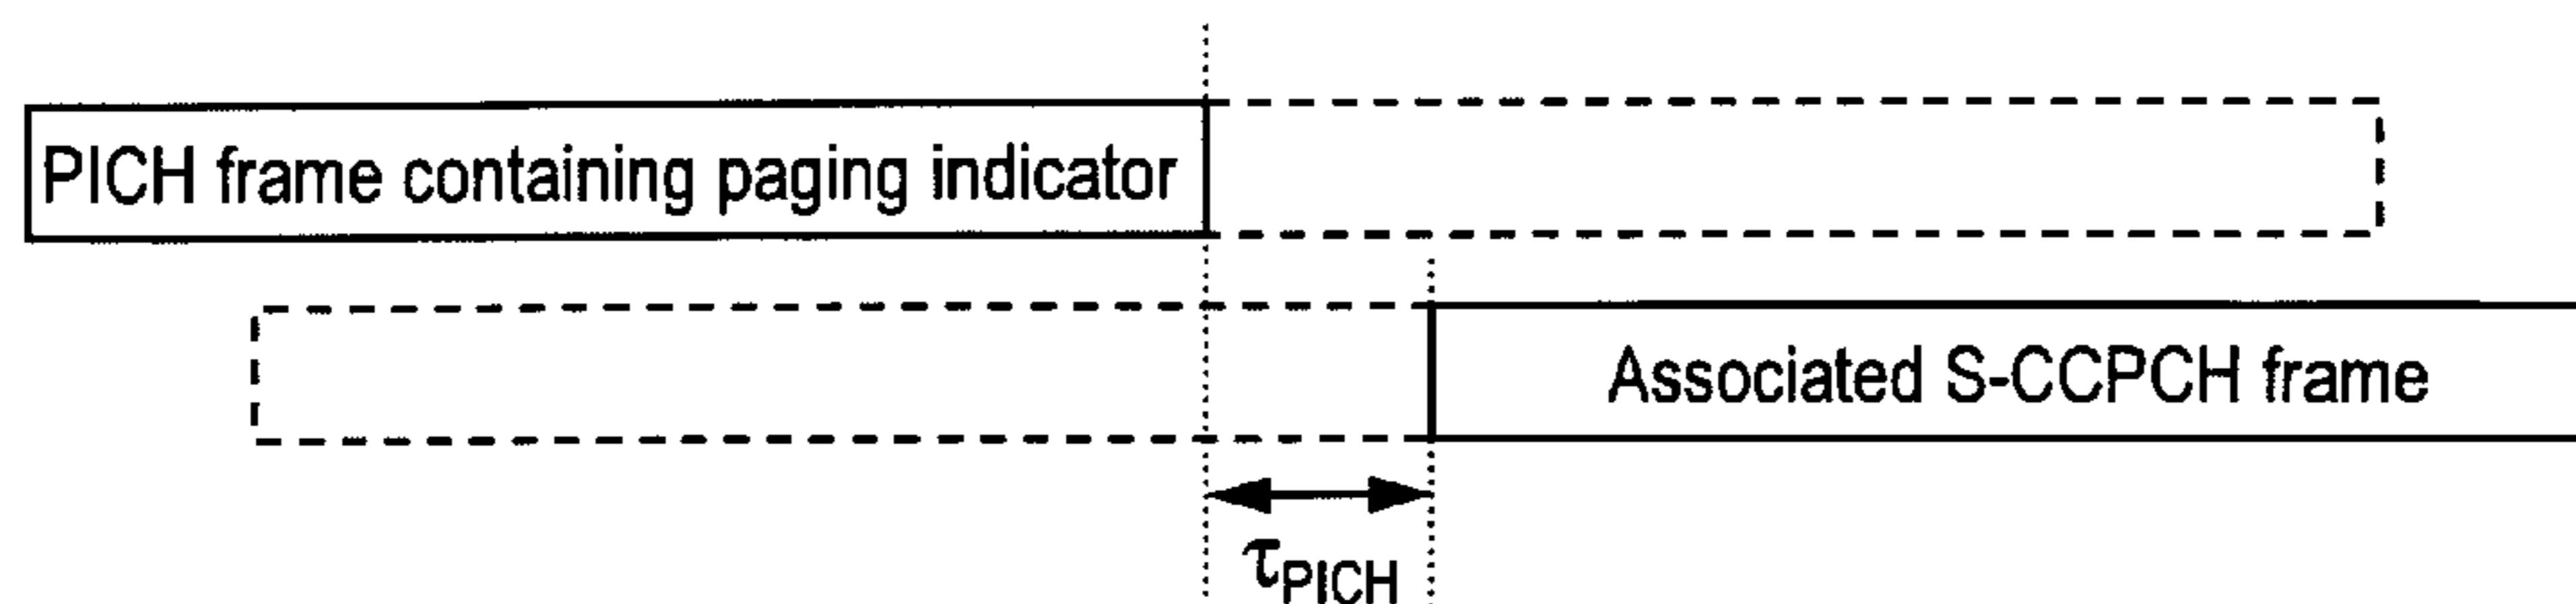 PICH frame containing paging indicator
Associated S-CCPCH frame
τPICH